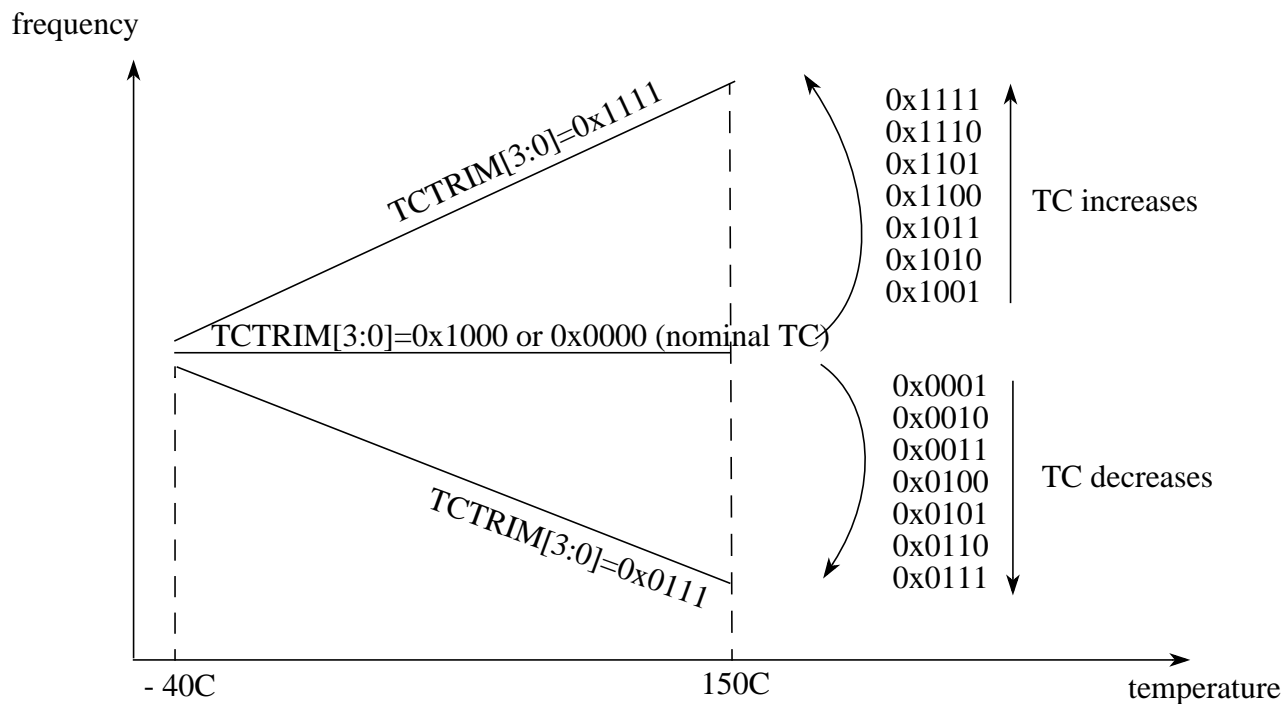 frequency
TCTRIM[3:0]=0x1111
0x1111
0x1110
0x1101
0x1100
0x1011
0x1010
0x1001
TC increases
TCTRIM[3:0]=0x1000 or 0x0000 (nominal TC)
0x0001
0x0010
0x0011
0x0100
0x0101
0x0110
0x0111
TC decreases
TCTRIM[3:0]=0x0111
- 40C
150C
temperature